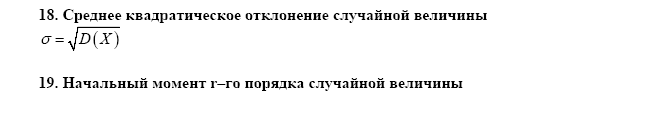 18. Среднее квадратическое отклонение случайной величины
σ = √D(X)
19. Начальный момент r–го порядка случайной величины